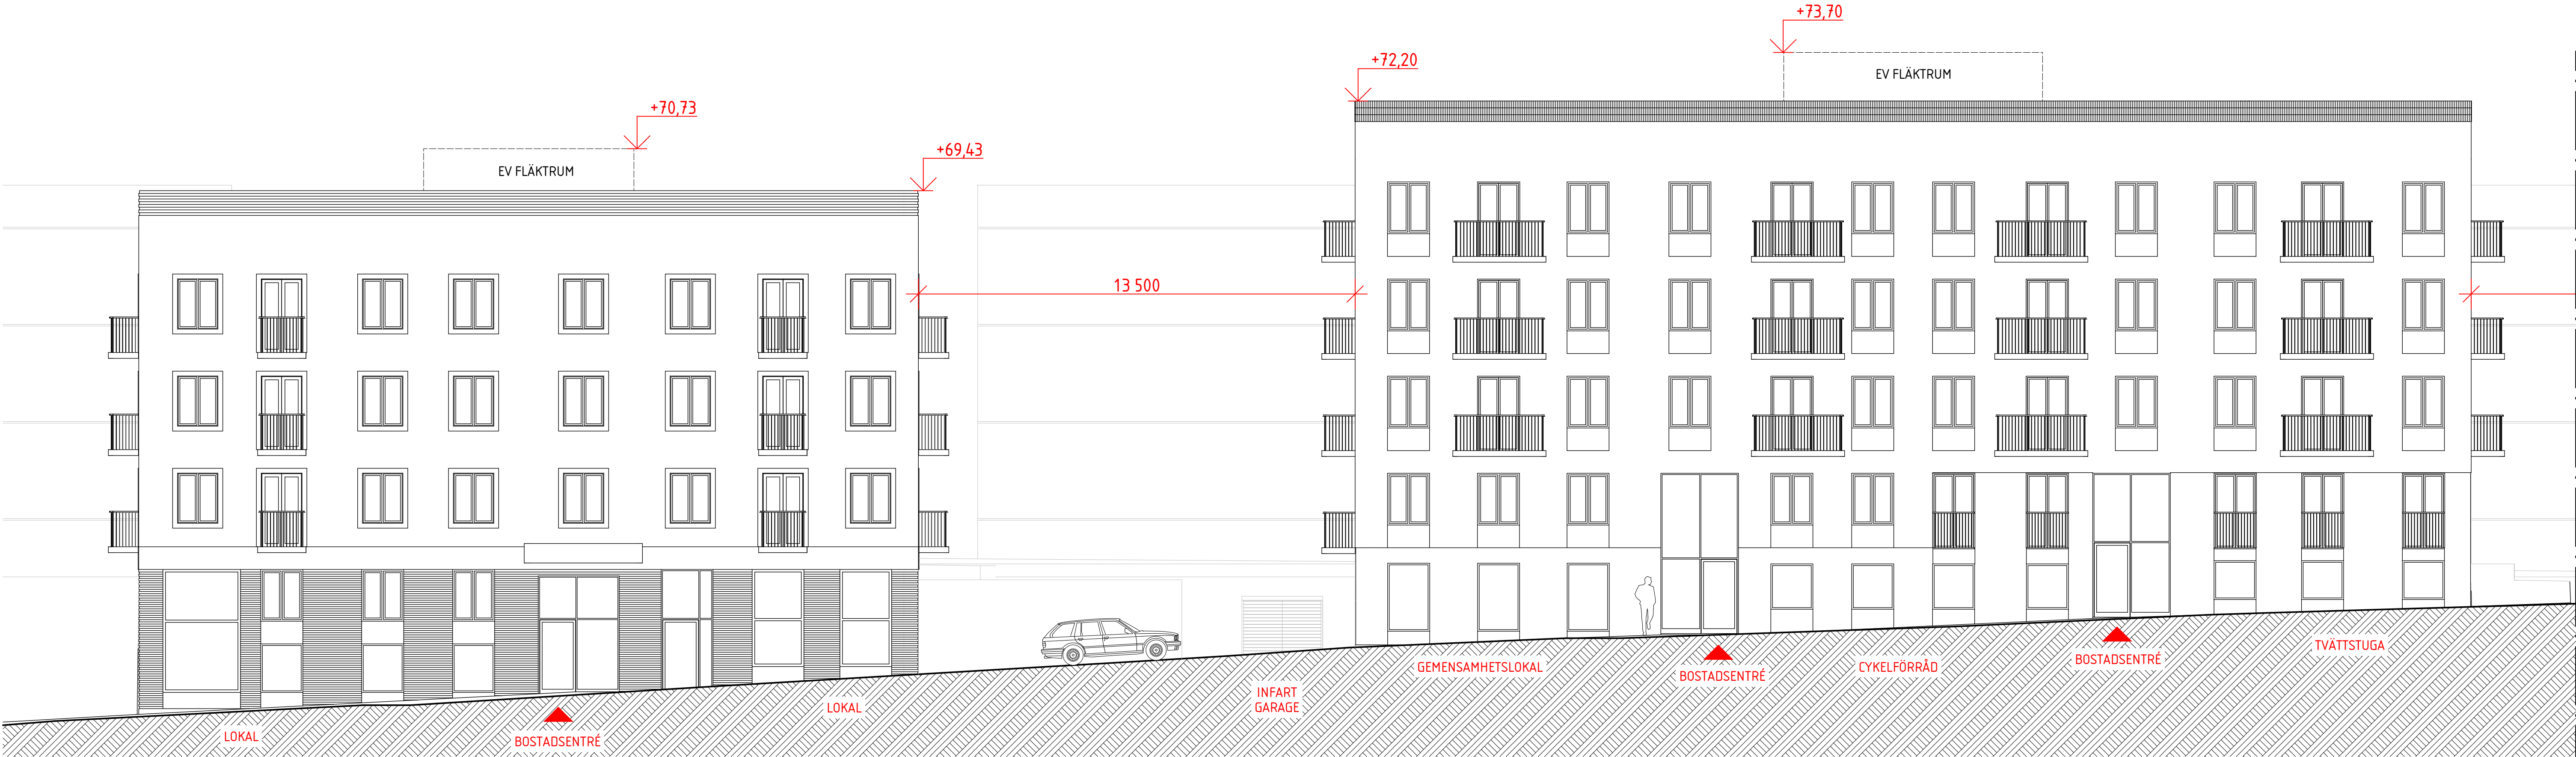 +73,70
+72,20
EV FLÄKTRUM
+70,73
+69,43
EV FLÄKTRUM
13 500
LOKAL
BOSTADSENTRÉ
LOKAL
INFART
GARAGE
GEMENSAMHETSLOKAL
BOSTADSENTRÉ
CYKELFÖRRÅD
BOSTADSENTRÉ
TVÄTTSTUGA